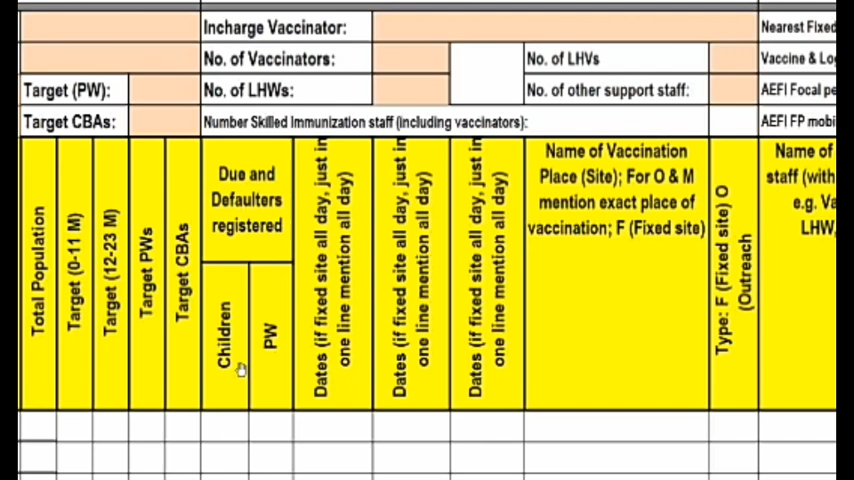 Incharge Vaccinator:
Nearest Fixed
No. of Vaccinators:
No. of LHVs
Vaccine & Lo
Target (PW):
No. of LHWs:
No. of other support staff:
AEFI Focal pe
Target CBAs:
Number Skilled Immunization staff (including vaccinators):
AEFI FP mobi
Total Population
Target (0-11 M)
Target (12-23 M)
Target PWs
Target CBAs
Due and
Defaulters
registered
Children
PW
Dates (if fixed site all day, just in
one line mention all day)
Dates (if fixed site all day, just in
one line mention all day)
Dates (if fixed site all day, just in
one line mention all day)
Name of Vaccination
Place (Site); For O & M
mention exact place of
vaccination; F (Fixed site)
Type: F (Fixed site) O
(Outreach
Name of
staff (with
e.g. Va
LHW,